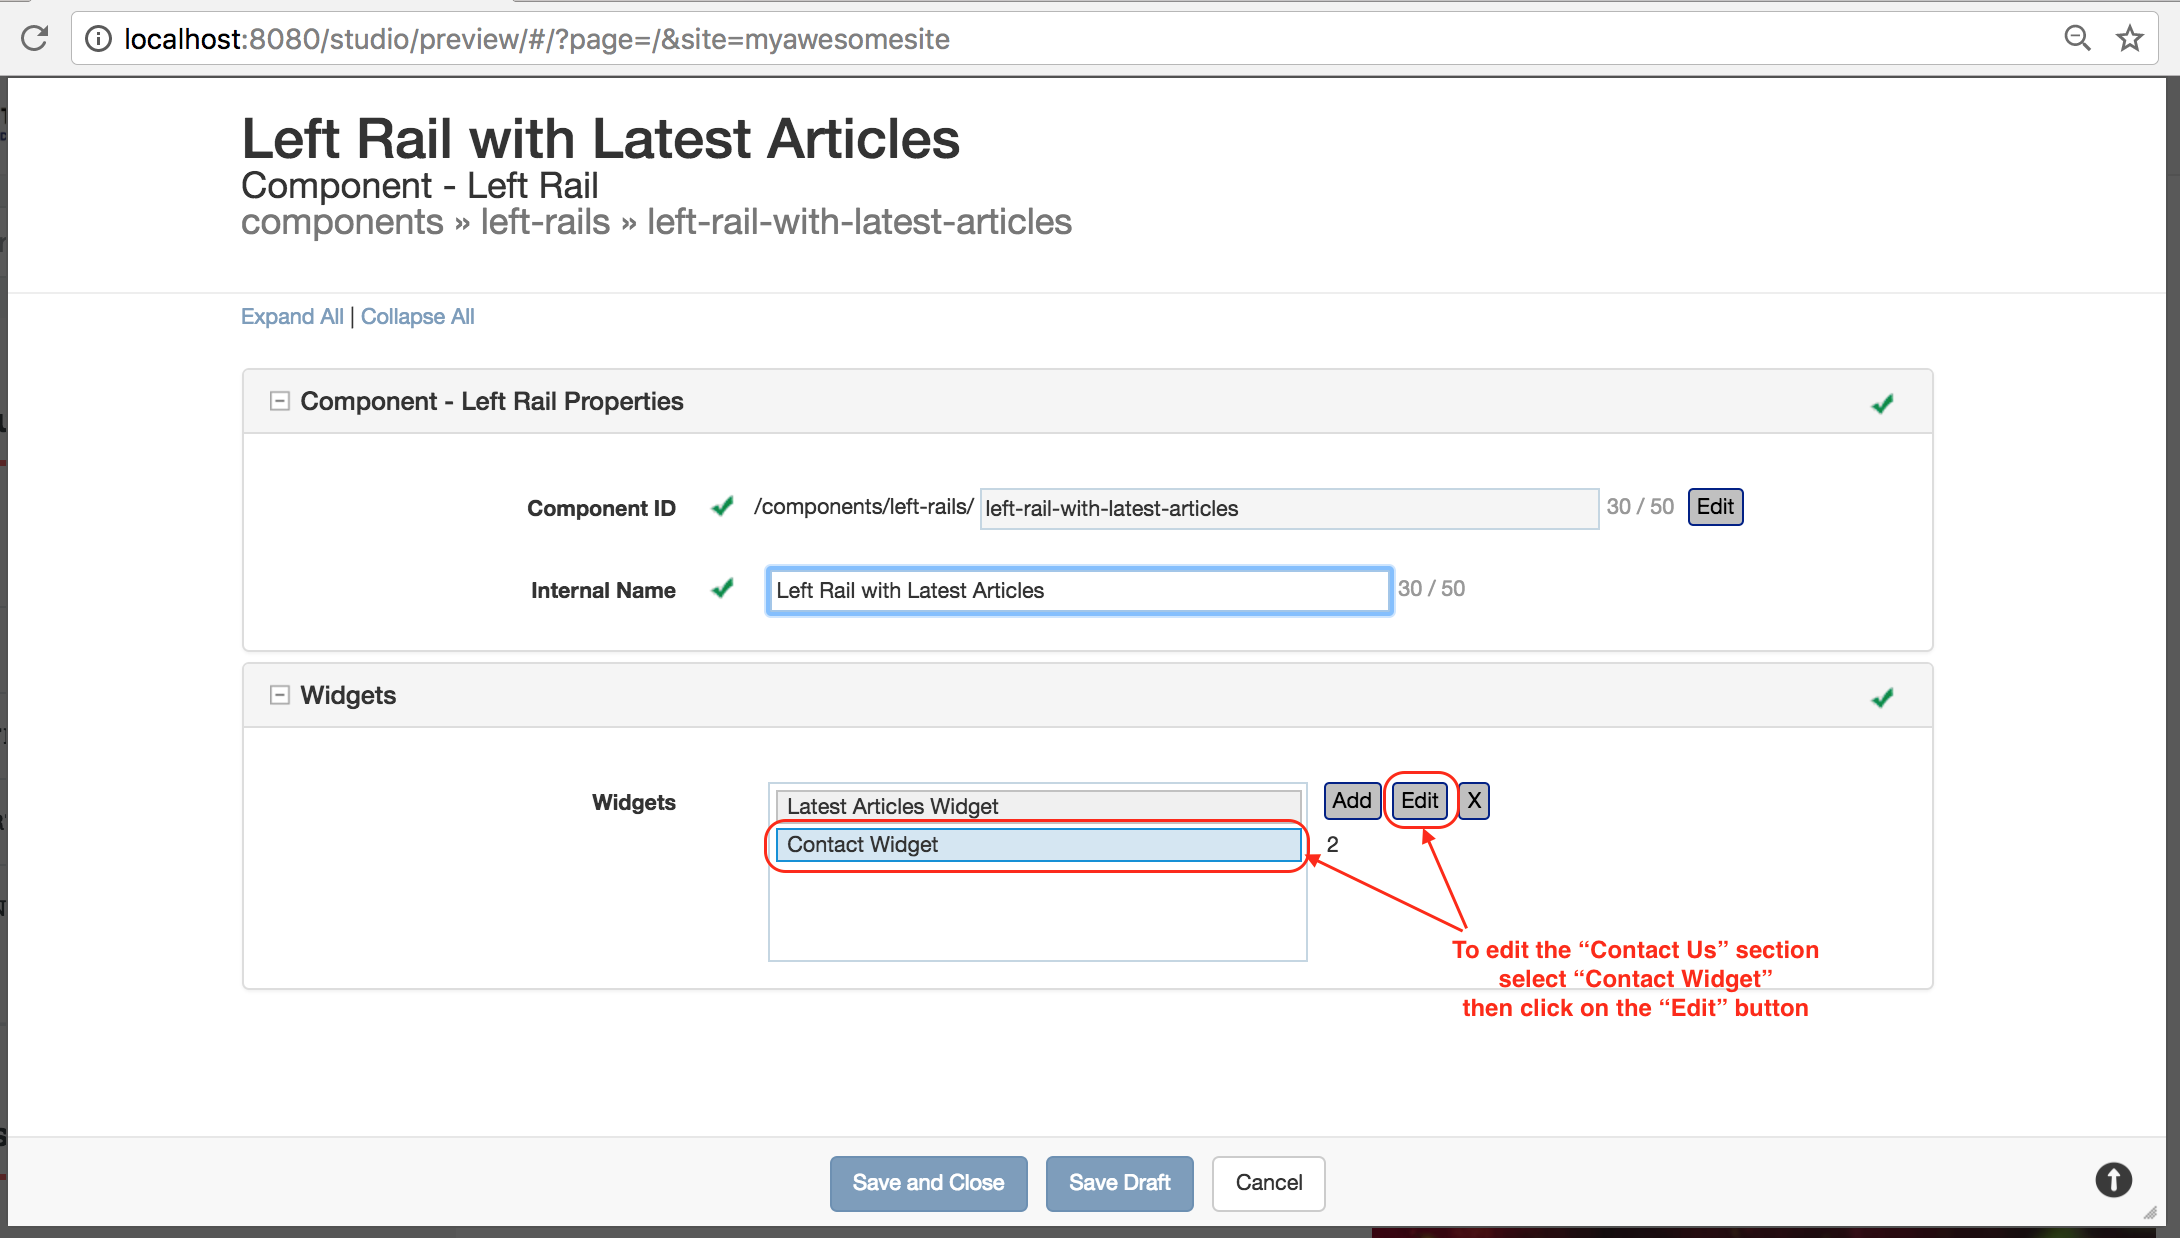 localhost:8080/studio/preview/#/?page=/&site=myawesomesite
Left Rail with Latest Articles
Component - Left Rail
components » left-rails » left-rail-with-latest-articles
Expand All | Collapse All
Component - Left Rail Properties
Component ID /components/left-rails/ left-rail-with-latest-articles 30 / 50 Edit
Internal Name Left Rail with Latest Articles 30 / 50
Widgets
Widgets Latest Articles Widget Add Edit X
Contact Widget 2
To edit the “Contact Us” section
select “Contact Widget”
then click on the “Edit” button
Save and Close Save Draft Cancel